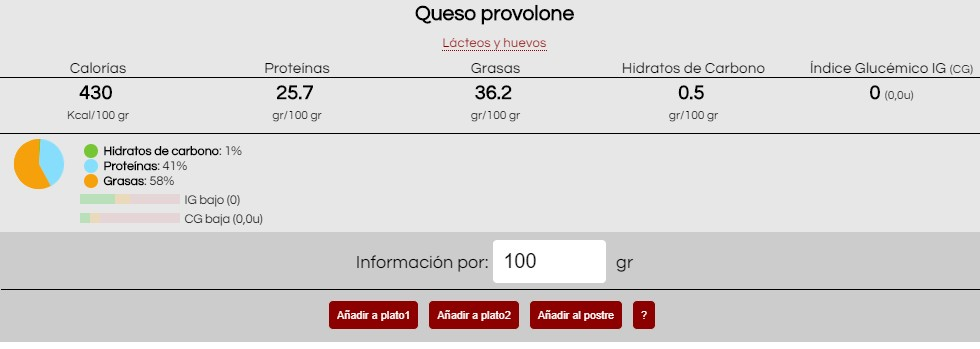 Queso provolone
Lácteos y huevos
Calorías Proteínas Grasas Hidratos de Carbono Índice Glucémico IG (CG)
430 25.7 36.2 0.5 0 (0,0u)
Kcal/100 gr gr/100 gr gr/100 gr gr/100 gr
Hidratos de carbono: 1%
Proteínas: 41%
Grasas: 58%
IG bajo (0)
CG baja (0,0u)
Información por: 100 gr
Añadir a plato1 Añadir a plato2 Añadir al postre ?